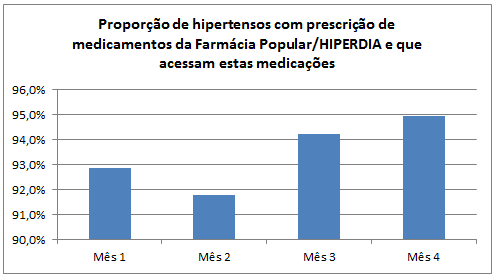 Proporção de hipertensos com prescrição de
medicamentos da Farmácia Popular/HIPERDIA e que
acessam estas medicações
96,0%
95,0%
94,0%
93,0%
92,0%
91,0%
90,0%
Mês 1 Mês 2 Mês 3 Mês 4